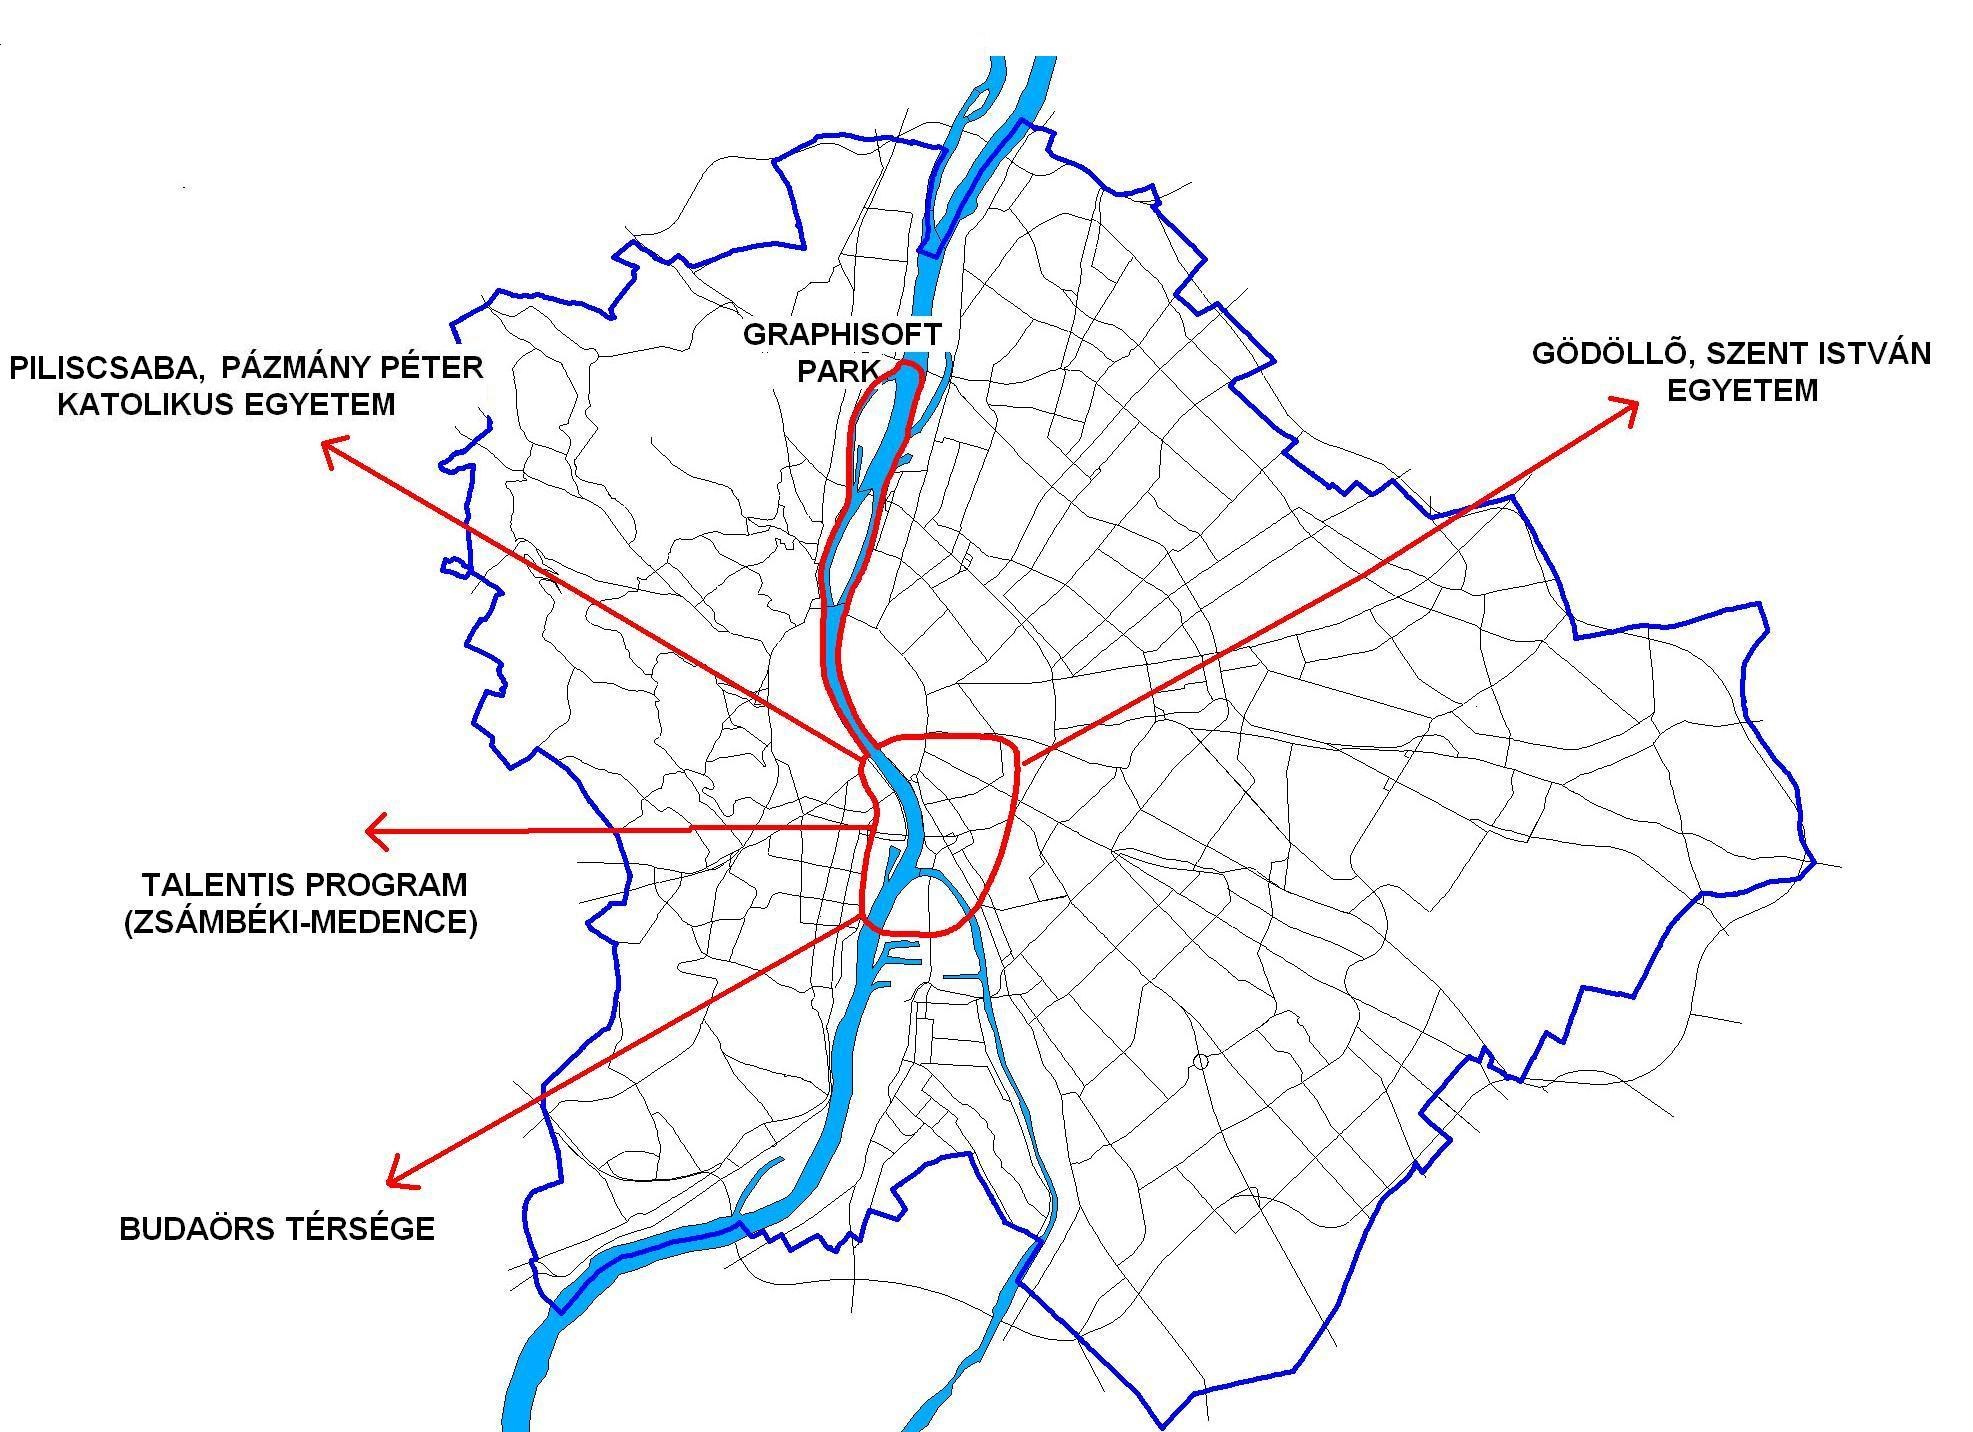 GRAPHISOFT
PARK
PILISCSABA, PÁZMÁNY PÉTER
KATOLIKUS EGYETEM
GÖDÖLLÕ, SZENT ISTVÁN
EGYETEM
TALENTIS PROGRAM
(ZSÁMBÉKI-MEDENCE)
BUDAÖRS TÉRSÉGE